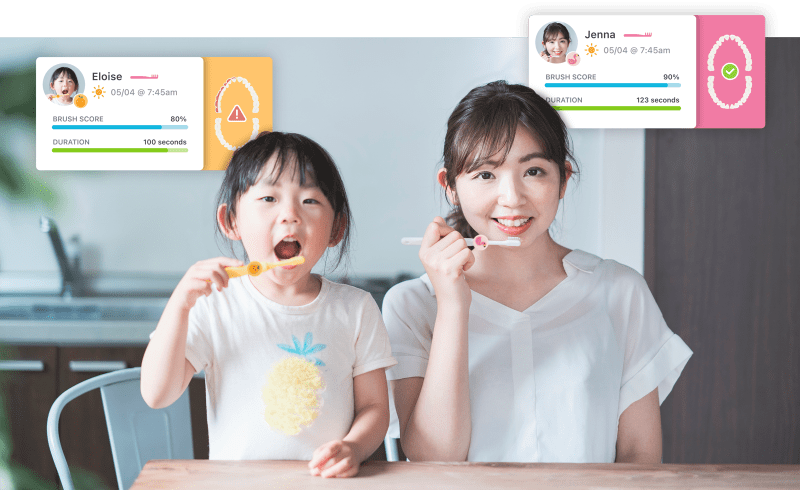 Eloise
05/04 @ 7:45am
BRUSH SCORE 80%
DURATION 100 seconds
Jenna
05/04 @ 7:45am
BRUSH SCORE 90%
DURATION 123 seconds